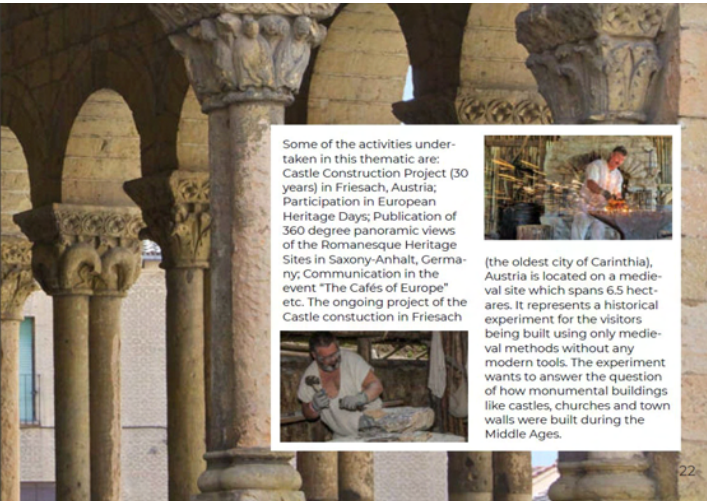 Some of the activities under-
taken in this thematic are:
Castle Construction Project (30
years) in Friesach, Austria;
Participation in European
Heritage Days; Publication of
360 degree panoramic views
of the Romanesque Heritage
Sites in Saxony-Anhalt, Germa-
ny; Communication in the
event “The Cafés of Europe”
etc. The ongoing project of the
Castle constuction in Friesach
(the oldest city of Carinthia),
Austria is located on a medie-
val site which spans 6.5 hect-
ares. It represents a historical
experiment for the visitors
being built using only medie-
val methods without any
modern tools. The experiment
wants to answer the question
of how monumental buildings
like castles, churches and town
walls were built during the
Middle Ages.
22